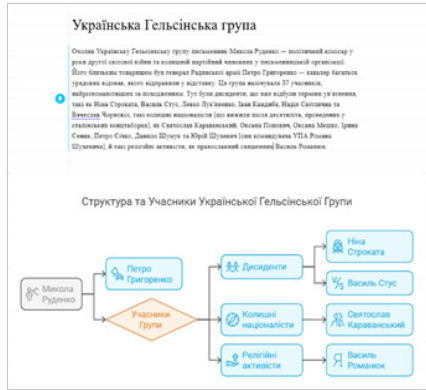 Українська Гельсінська група
Очолив Українську Гельсінську групу письменник Микола Руденко — політичний комісар у
роки другої світової війни та колишній партійний чиновник у письменницькій організації.
Його близьким товаришем був генерал Радянської армії Петро Григоренко — кавалер багатьох
урядових відзнак, якого відправили у відставку. Ця група налічувала 37 учасників,
найрізноманітніших за походженням. Тут були дисиденти, що вже відбули терміни ув'язнення,
такі як Ніна Строката, Василь Стус, Левко Лук'яненко, Іван Кандиба, Надія Світлична та
Вячеслав Чорновіл, такі колишні націоналісти [що вижили після десятиліть, проведених у
сталінських концтаборах], як Святослав Караванський, Оксана Попович, Оксана Мешко, Ірина
Сеник, Петро Січко, Данило Шумук та Юрій Шухевич [син командувача УПА Романа
Шухевича], й такі релігійні активісти, як православний священник Василь Романюк.
Структура та Учасники Української Гельсінської Групи
Микола
Руденко
Петро
Григоренко
Учасники
Групи
Дисиденти
Ніна
Строката
Василь Стус
Колишні
націоналісти
Святослав
Караванський
Релігійні
активісти
Василь
Романюк